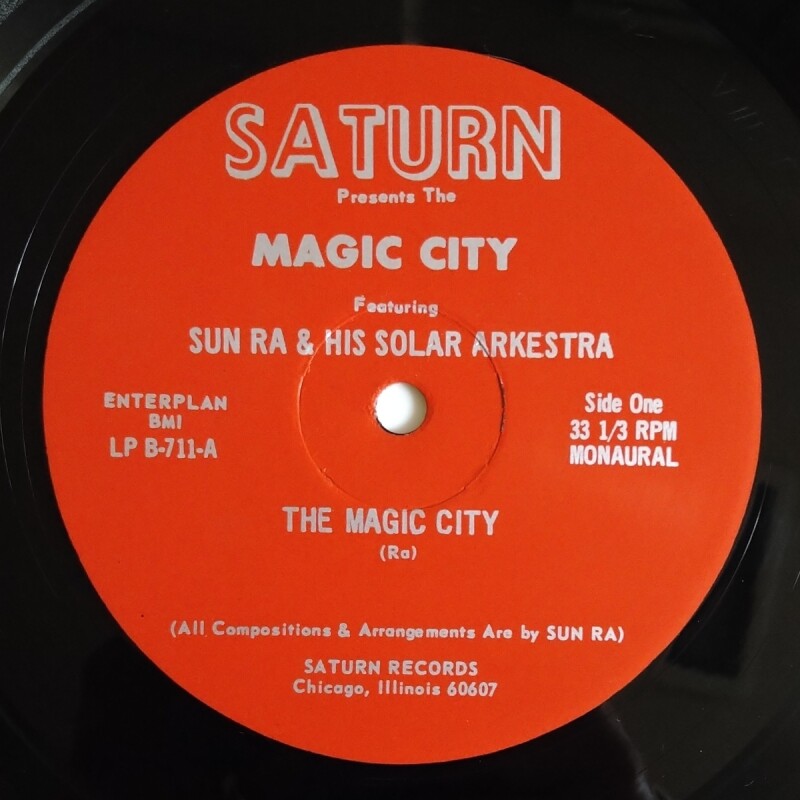 SATURN
Presents The
MAGIC CITY
Featuring
SUN RA & HIS SOLAR ARKESTRA
ENTERPLAN
BMI
LP B-711-A
Side One
33 1/3 RPM
MONAURAL
THE MAGIC CITY
(Ra)
(All Compositions & Arrangements Are by SUN RA)
SATURN RECORDS
Chicago, Illinois 60607